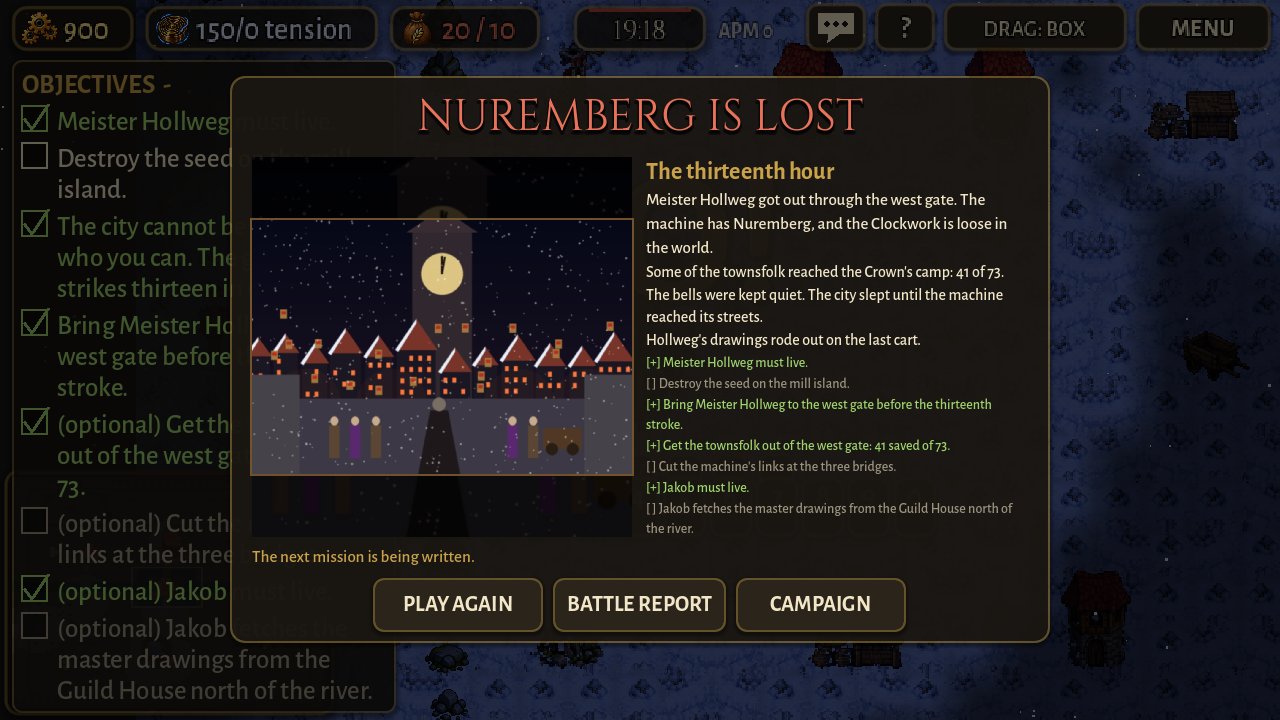 900
150/0 tension
20 / 10
19:18
APM 0
?
DRAG: BOX
MENU
OBJECTIVES -
Meister Hollweg must live.
Destroy the seed on the mill
island.
The city cannot be
who you can. The
strikes thirteen in
Bring Meister Ho
west gate before
stroke.
(optional) Get the
out of the west ga
73.
(optional) Cut the
links at the three
(optional) Jakob must live.
(optional) Jakob fetches the
master drawings from the
Guild House north of the river.
NUREMBERG IS LOST
The thirteenth hour
Meister Hollweg got out through the west gate. The
machine has Nuremberg, and the Clockwork is loose in
the world.
Some of the townsfolk reached the Crown's camp: 41 of 73.
The bells were kept quiet. The city slept until the machine
reached its streets.
Hollweg's drawings rode out on the last cart.
[+] Meister Hollweg must live.
[ ] Destroy the seed on the mill island.
[+] Bring Meister Hollweg to the west gate before the thirteenth
stroke.
[+] Get the townsfolk out of the west gate: 41 saved of 73.
[ ] Cut the machine's links at the three bridges.
[+] Jakob must live.
[ ] Jakob fetches the master drawings from the Guild House north of
the river.
The next mission is being written.
PLAY AGAIN
BATTLE REPORT
CAMPAIGN